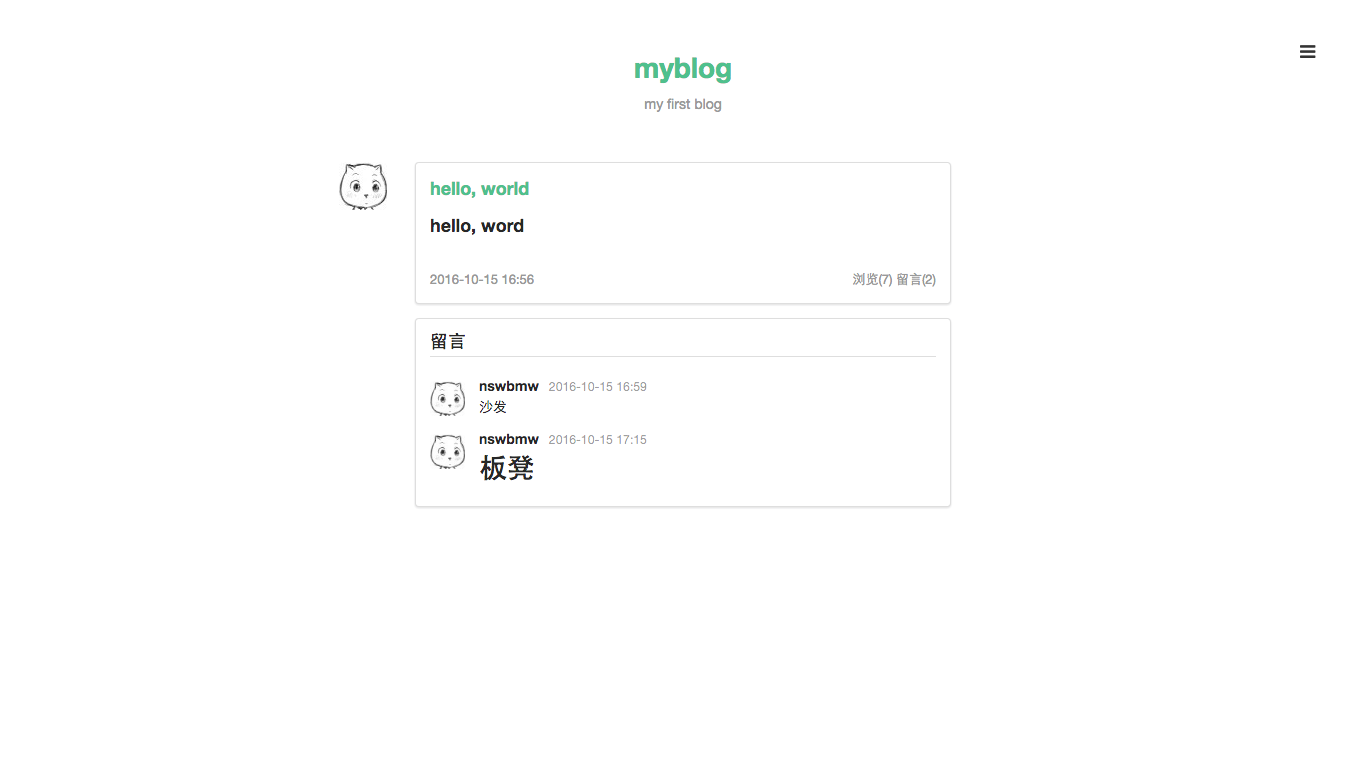 myblog
my first blog
hello, world
hello, word
2016-10-15 16:56 浏览(7) 留言(2)
留言
nswbmw 2016-10-15 16:59
沙发
nswbmw 2016-10-15 17:15
板凳